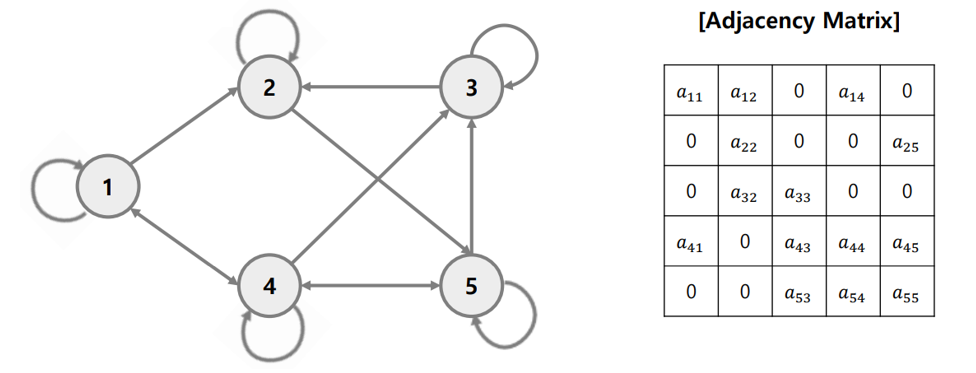 [Adjacency Matrix]
2
3
1
4
5
a₁₁ a₁₂ 0 a₁₄ 0
0 a₂₂ 0 0 a₂₅
0 a₃₂ a₃₃ 0 0
a₄₁ 0 a₄₃ a₄₄ a₄₅
0 0 a₅₃ a₅₄ a₅₅